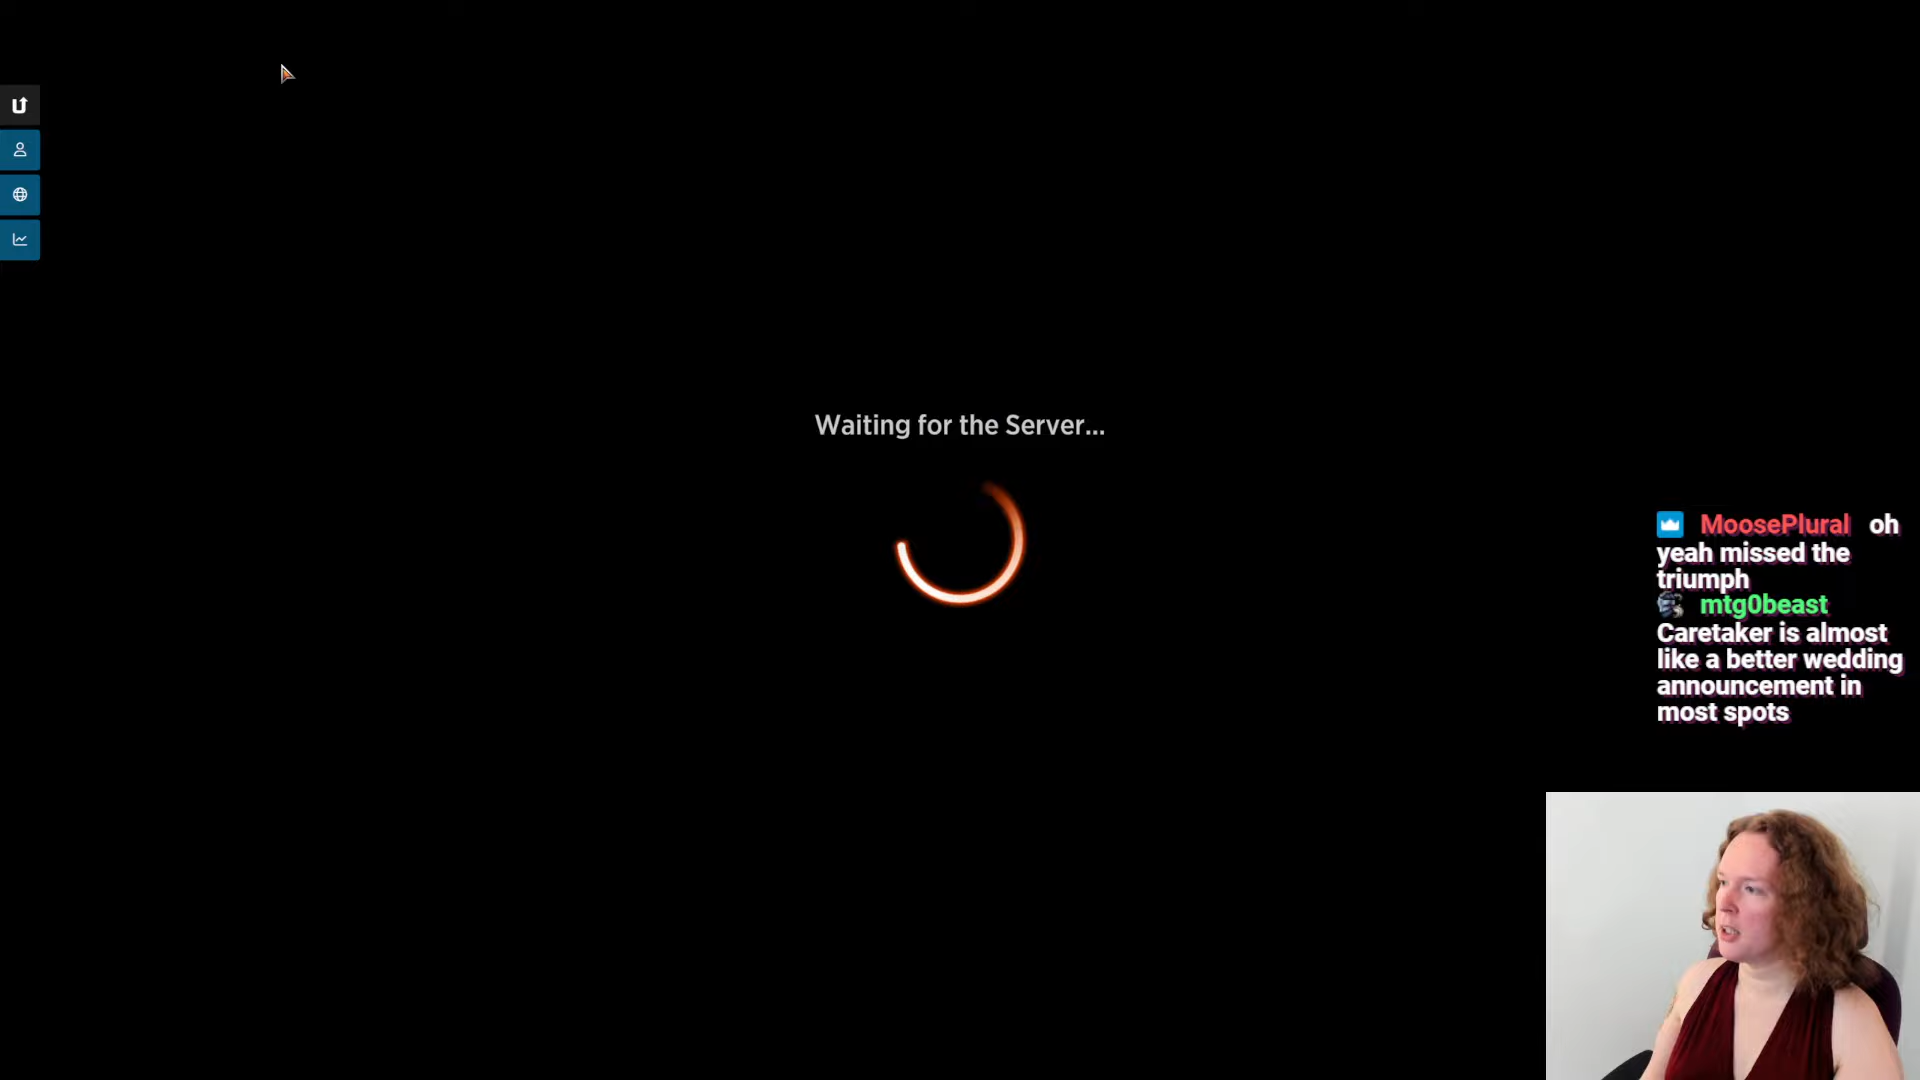 Waiting for the Server...
MoosePlural oh
yeah missed the
triumph
mtg0beast
Caretaker is almost
like a better wedding
announcement in
most spots